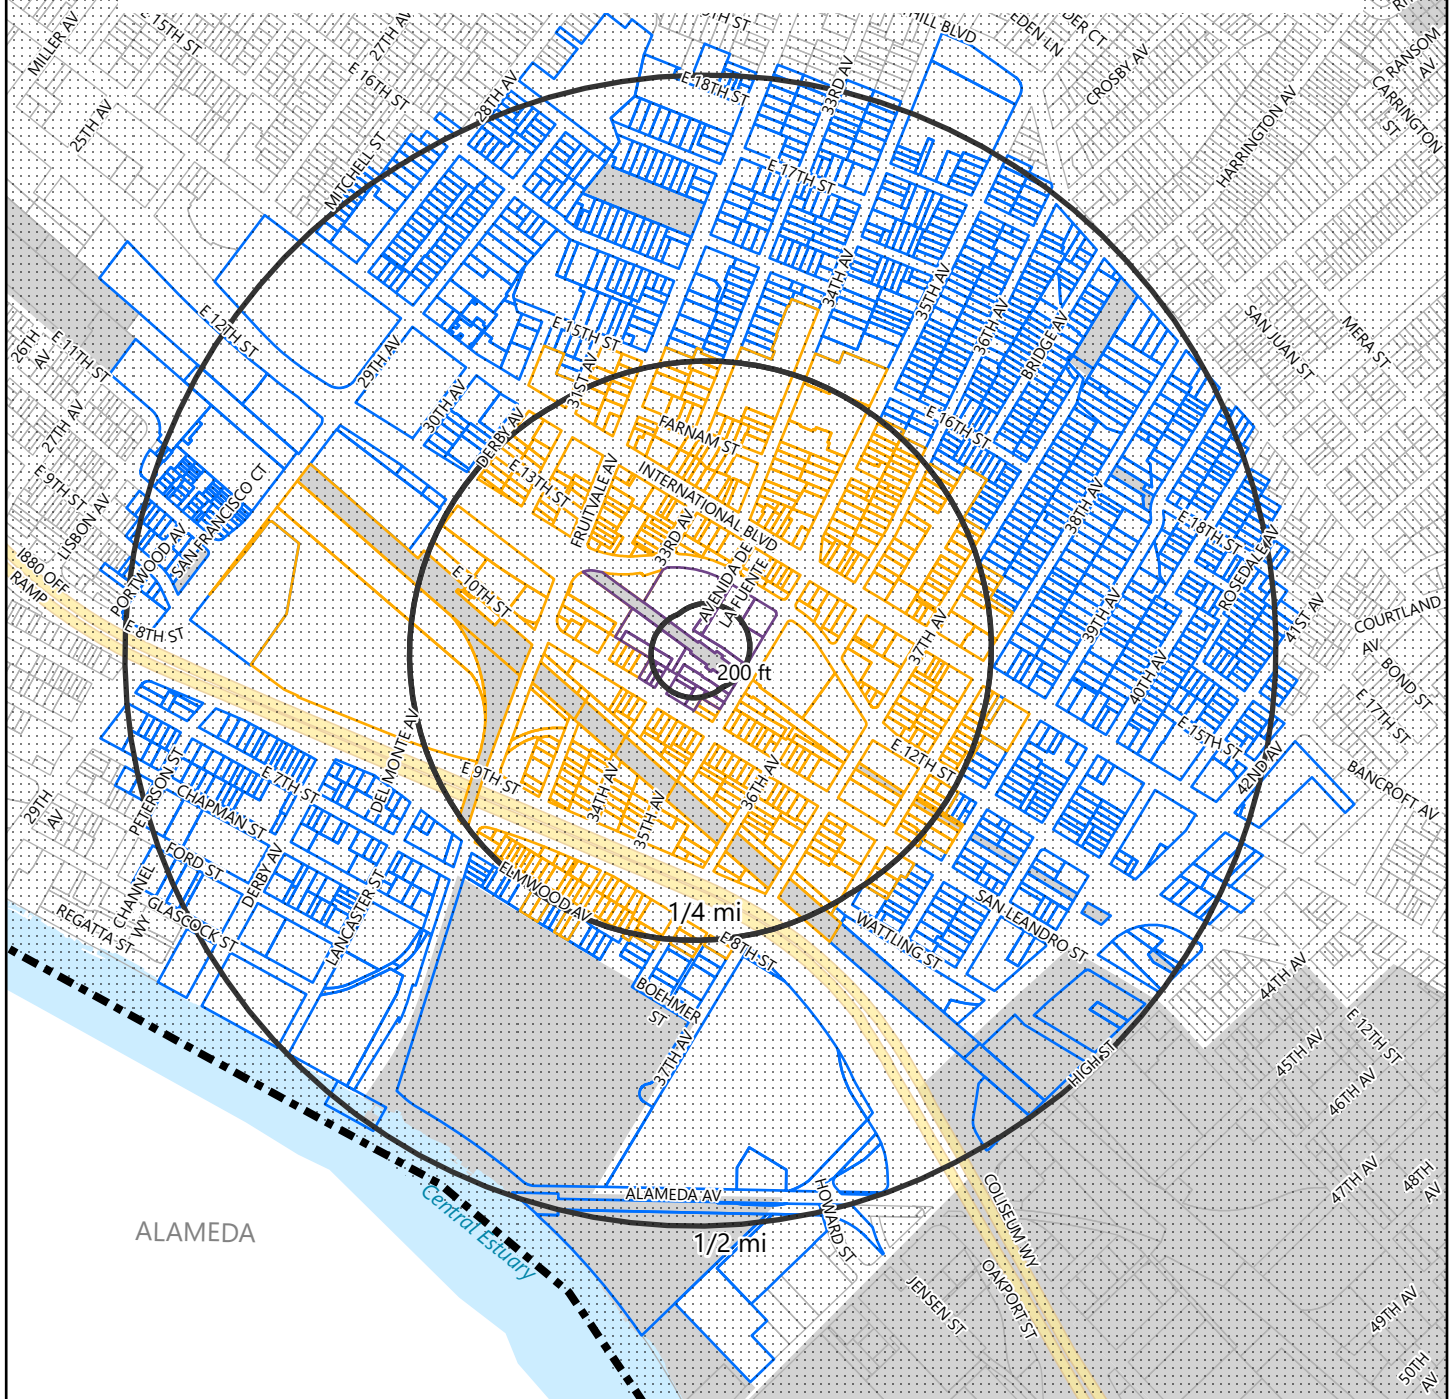 MILLER AV
E 15TH ST
27TH AV
E 16TH ST
25TH AV
28TH AV
MITCHELL ST
E 18TH ST
33RD AV
HILL BLVD
EDEN LN
DER CT
CROSBY AV
RANSOM
AV
CARRINGTON
ST
HARRINGTON AV
E 17TH ST
34TH AV
35TH AV
36TH AV
BRIDGE AV
SAN JUAN ST
MERA ST
E 12TH ST
26TH
AV
E 11TH ST
29TH AV
30TH AV
E 15TH ST
31ST AV
DERBY AV
FARNAM ST
E 16TH ST
27TH AV
E 9TH ST
LISBON AV
SAN FRANCISCO CT
PORTWOOD AV
E 13TH ST
FRUITVALE AV
INTERNATIONAL BLVD
33RD AV
AVENIDA DE
LA FUENTE
38TH AV
E 18TH ST
ROSEDALE AV
I880 OFF
RAMP
E 8TH ST
E 10TH ST
200 ft
37TH AV
39TH AV
40TH AV
41ST AV
COURTLAND
AV
BOND ST
E 17TH ST
E 15TH ST
42ND AV
BANCROFT AV
DEL MONTE AV
E 9TH ST
34TH AV
35TH AV
36TH AV
E 12TH ST
29TH
AV
PETERSON ST
E 7TH ST
CHAPMAN ST
FORD ST
DERBY AV
LANCASTER ST
CHANNEL
WY
GLASCOCK ST
REGATTA ST
ELMWOOD AV
1/4 mi
E 8TH ST
WATTLING ST
SAN LEANDRO ST
BOEHMER
ST
37TH AV
HIGH ST
44TH AV
45TH AV
E 12TH ST
46TH AV
47TH AV
48TH
AV
49TH AV
50TH
AV
ALAMEDA AV
HOWARD ST
COLISEUM WY
OAKPORT ST
JENSEN ST
1/2 mi
Central Estuary
ALAMEDA